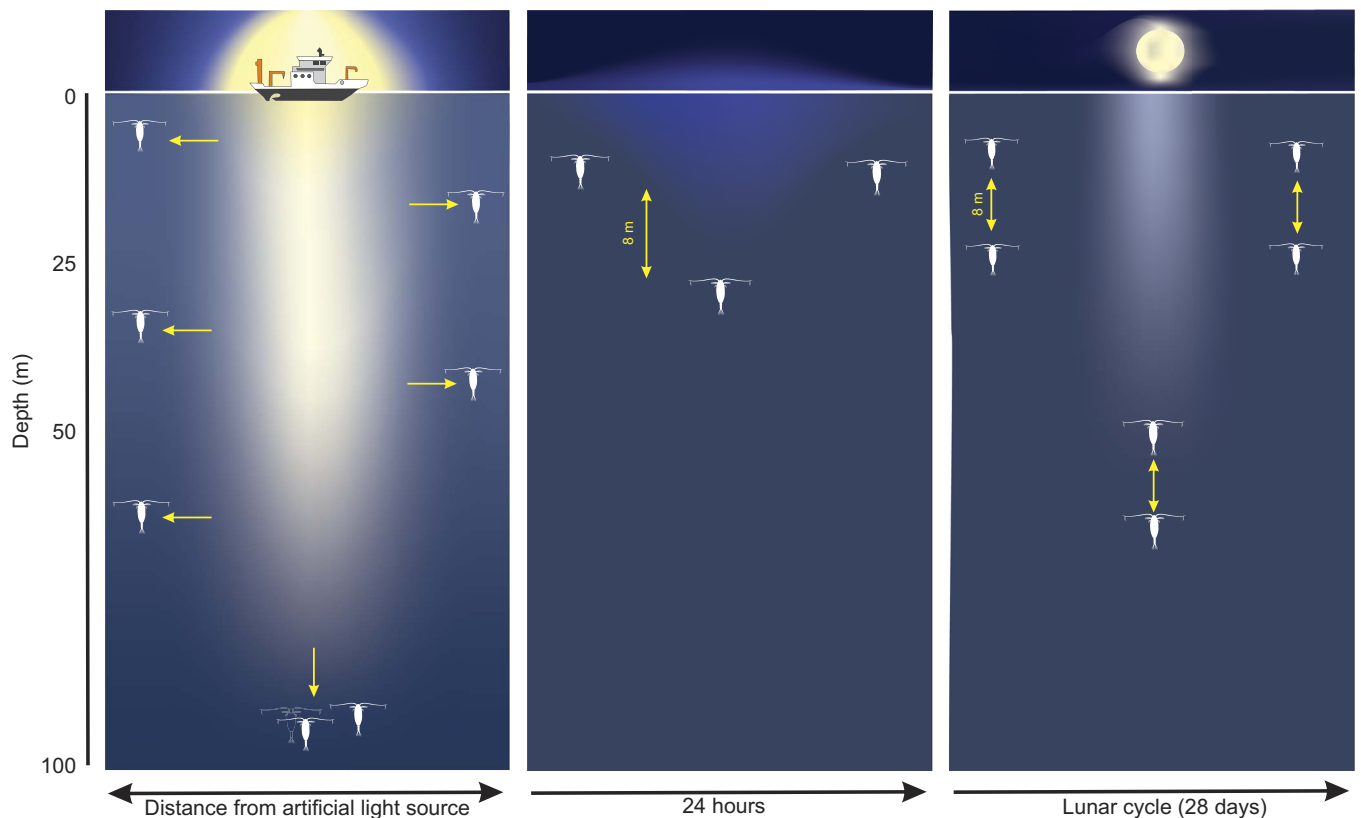 0
25
50
100
Depth (m)
8 m
8 m
Distance from artificial light source
24 hours
Lunar cycle (28 days)